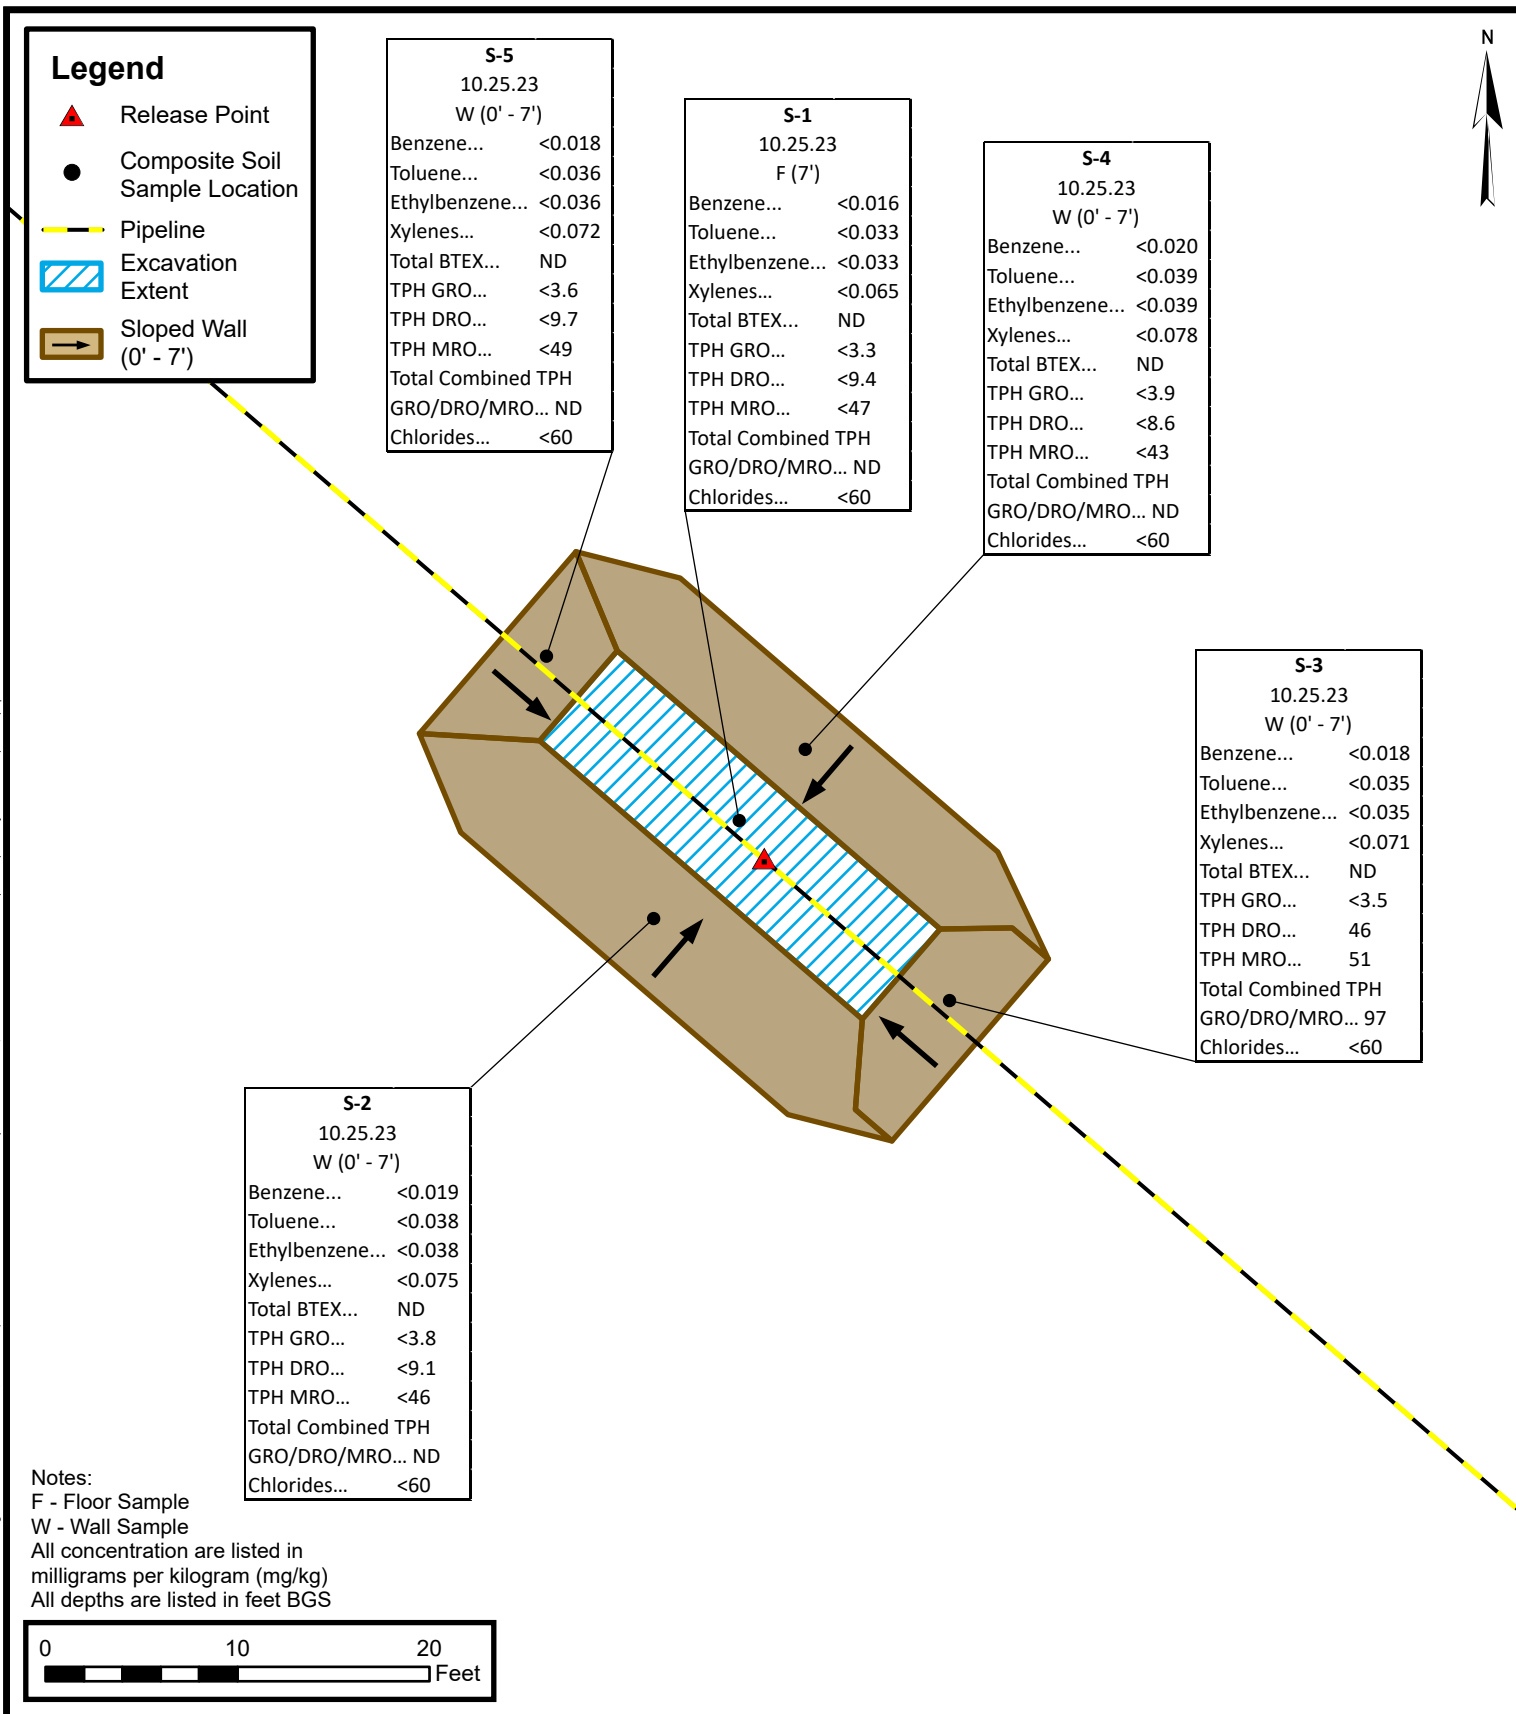 Legend
Release Point
Composite Soil
Sample Location
Pipeline
Excavation
Extent
Sloped Wall
(0' - 7')
S-5
10.25.23
W (0' - 7')
Benzene... <0.018
Toluene... <0.036
Ethylbenzene... <0.036
Xylenes... <0.072
Total BTEX... ND
TPH GRO... <3.6
TPH DRO... <9.7
TPH MRO... <49
Total Combined TPH
GRO/DRO/MRO... ND
Chlorides... <60
S-1
10.25.23
F (7')
Benzene... <0.016
Toluene... <0.033
Ethylbenzene... <0.033
Xylenes... <0.065
Total BTEX... ND
TPH GRO... <3.3
TPH DRO... <9.4
TPH MRO... <47
Total Combined TPH
GRO/DRO/MRO... ND
Chlorides... <60
S-4
10.25.23
W (0' - 7')
Benzene... <0.020
Toluene... <0.039
Ethylbenzene... <0.039
Xylenes... <0.078
Total BTEX... ND
TPH GRO... <3.9
TPH DRO... <8.6
TPH MRO... <43
Total Combined TPH
GRO/DRO/MRO... ND
Chlorides... <60
N
S-3
10.25.23
W (0' - 7')
Benzene... <0.018
Toluene... <0.035
Ethylbenzene... <0.035
Xylenes... <0.071
Total BTEX... ND
TPH GRO... <3.5
TPH DRO... 46
TPH MRO... 51
Total Combined TPH
GRO/DRO/MRO... 97
Chlorides... <60
S-2
10.25.23
W (0' - 7')
Benzene... <0.019
Toluene... <0.038
Ethylbenzene... <0.038
Xylenes... <0.075
Total BTEX... ND
TPH GRO... <3.8
TPH DRO... <9.1
TPH MRO... <46
Total Combined TPH
GRO/DRO/MRO... ND
Chlorides... <60
Notes:
F - Floor Sample
W - Wall Sample
All concentration are listed in
milligrams per kilogram (mg/kg)
All depths are listed in feet BGS
0 10 20
Feet